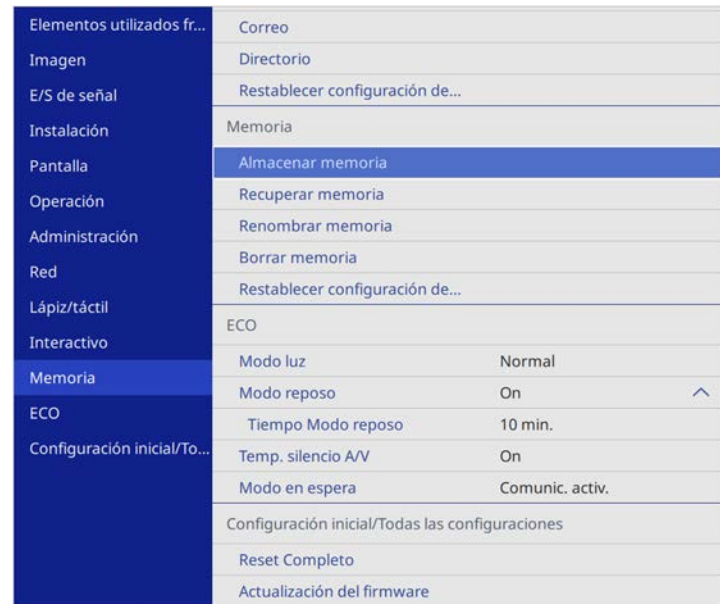 Elementos utilizados fr...
Imagen
E/S de señal
Instalación
Pantalla
Operación
Administración
Red
Lápiz/táctil
Interactivo
Memoria
ECO
Configuración inicial/To...
Correo
Directorio
Restablecer configuración de...
Memoria
Almacenar memoria
Recuperar memoria
Renombrar memoria
Borrar memoria
Restablecer configuración de...
ECO
Modo luz Normal
Modo reposo On
Tiempo Modo reposo 10 min.
Temp. silencio A/V On
Modo en espera Comunic. activ.
Configuración inicial/Todas las configuraciones
Reset Completo
Actualización del firmware